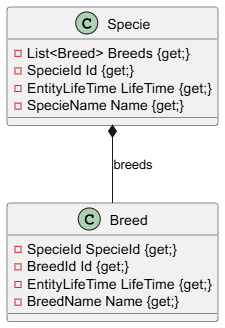 C Specie
List<Breed> Breeds {get;}
SpecieId Id {get;}
EntityLifeTime LifeTime {get;}
SpecieName Name {get;}
breeds
C Breed
SpecieId SpecieId {get;}
BreedId Id {get;}
EntityLifeTime LifeTime {get;}
BreedName Name {get;}